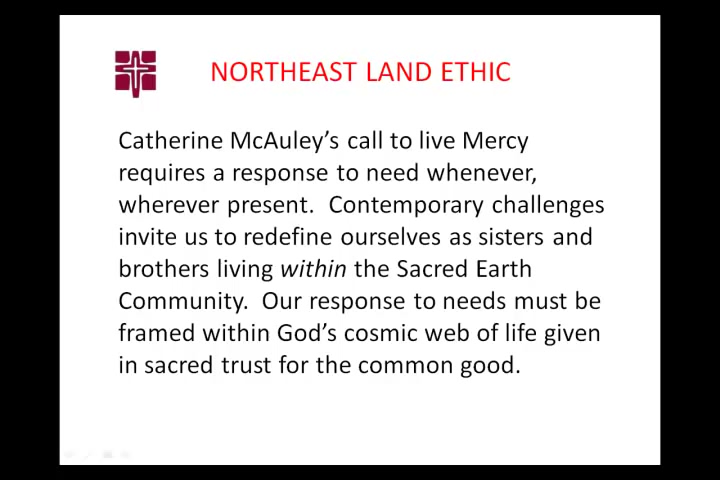 NORTHEAST LAND ETHIC
Catherine McAuley’s call to live Mercy
requires a response to need whenever,
wherever present.  Contemporary challenges
invite us to redefine ourselves as sisters and
brothers living within the Sacred Earth
Community.  Our response to needs must be
framed within God’s cosmic web of life given
in sacred trust for the common good.